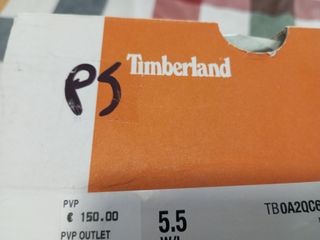 PS
Timberland
PVP
€ 150.00
PVP OUTLET
5.5
W/L
TB0A2QC6